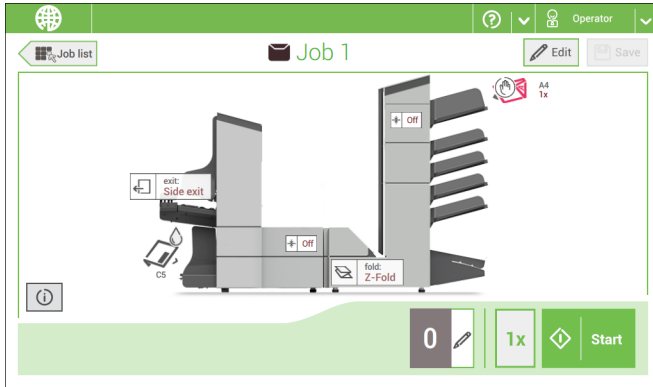 Operator
Job list
Job 1
Edit
Save
A4
1x
Off
exit:
Side exit
Off
fold:
Z-Fold
C5
0
1x
Start